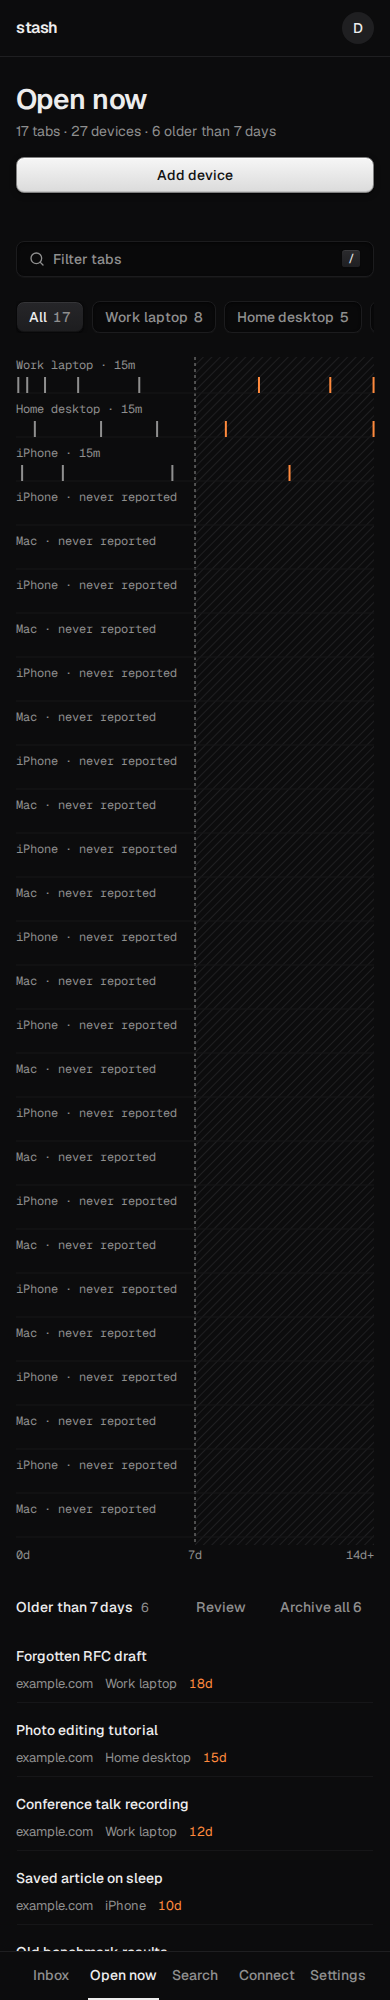 stash
D
Open now
17 tabs · 27 devices · 6 older than 7 days
Add device
Filter tabs /
All 17 Work laptop 8 Home desktop 5
Work laptop · 15m
Home desktop · 15m
iPhone · 15m
iPhone · never reported
Mac · never reported
iPhone · never reported
Mac · never reported
iPhone · never reported
Mac · never reported
iPhone · never reported
Mac · never reported
iPhone · never reported
Mac · never reported
iPhone · never reported
Mac · never reported
iPhone · never reported
Mac · never reported
iPhone · never reported
Mac · never reported
iPhone · never reported
Mac · never reported
iPhone · never reported
Mac · never reported
iPhone · never reported
Mac · never reported
iPhone · never reported
Mac · never reported
0d 7d 14d+
Older than 7 days 6 Review Archive all 6
Forgotten RFC draft
example.com Work laptop 18d
Photo editing tutorial
example.com Home desktop 15d
Conference talk recording
example.com Work laptop 12d
Saved article on sleep
example.com iPhone 10d
Old benchmark results
Inbox Open now Search Connect Settings